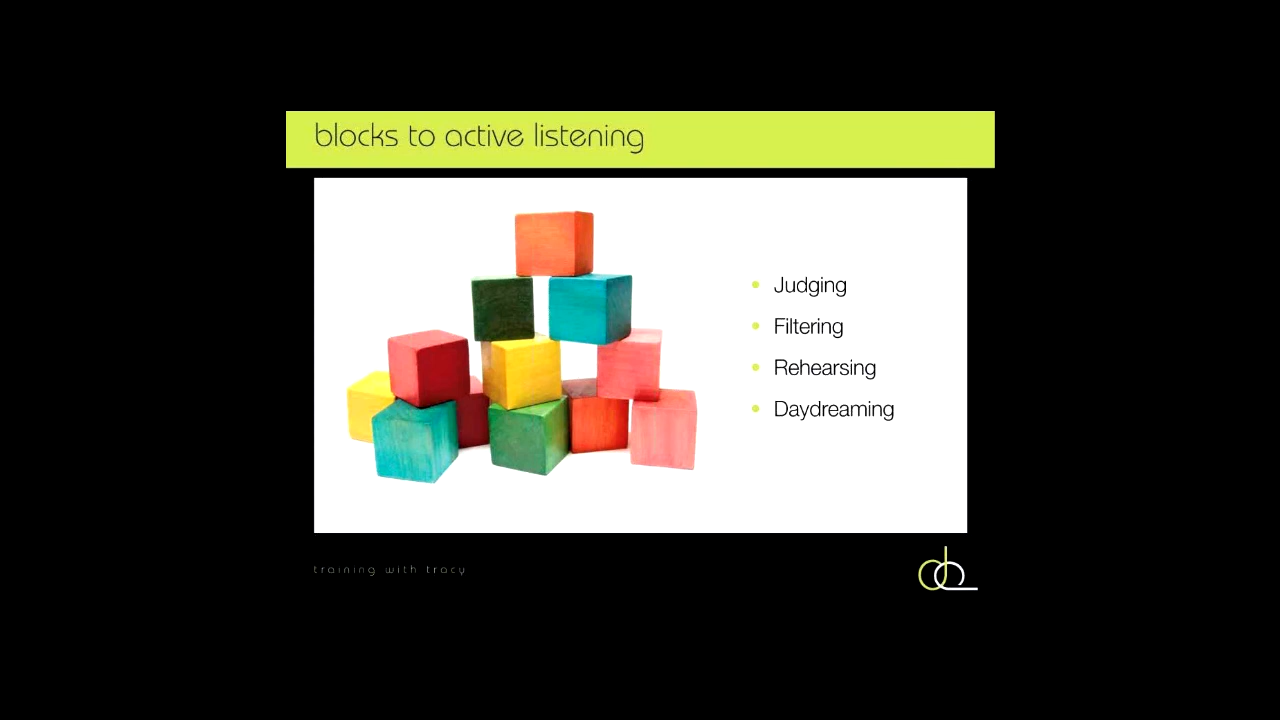 blocks to active listening
Judging
Filtering
Rehearsing
Daydreaming
training with tracy